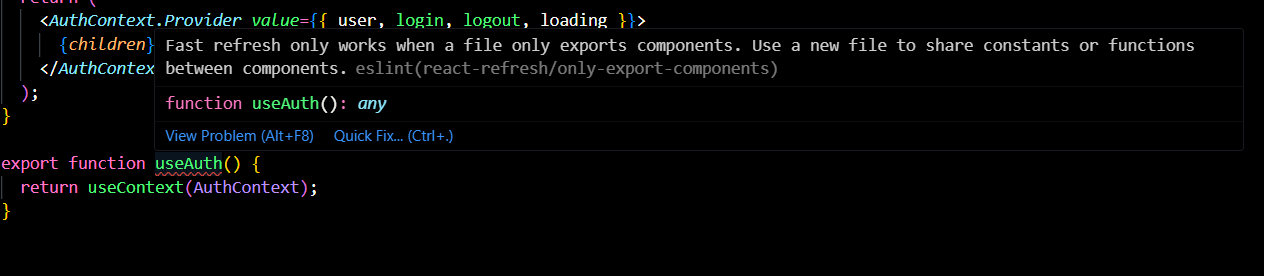 return (
<AuthContext.Provider value={{ user, login, logout, loading }}>
{children}
</AuthContex
);
}
Fast refresh only works when a file only exports components. Use a new file to share constants or functions
between components. eslint(react-refresh/only-export-components)
function useAuth(): any
View Problem (Alt+F8) Quick Fix... (Ctrl+.)
export function useAuth() {
return useContext(AuthContext);
}